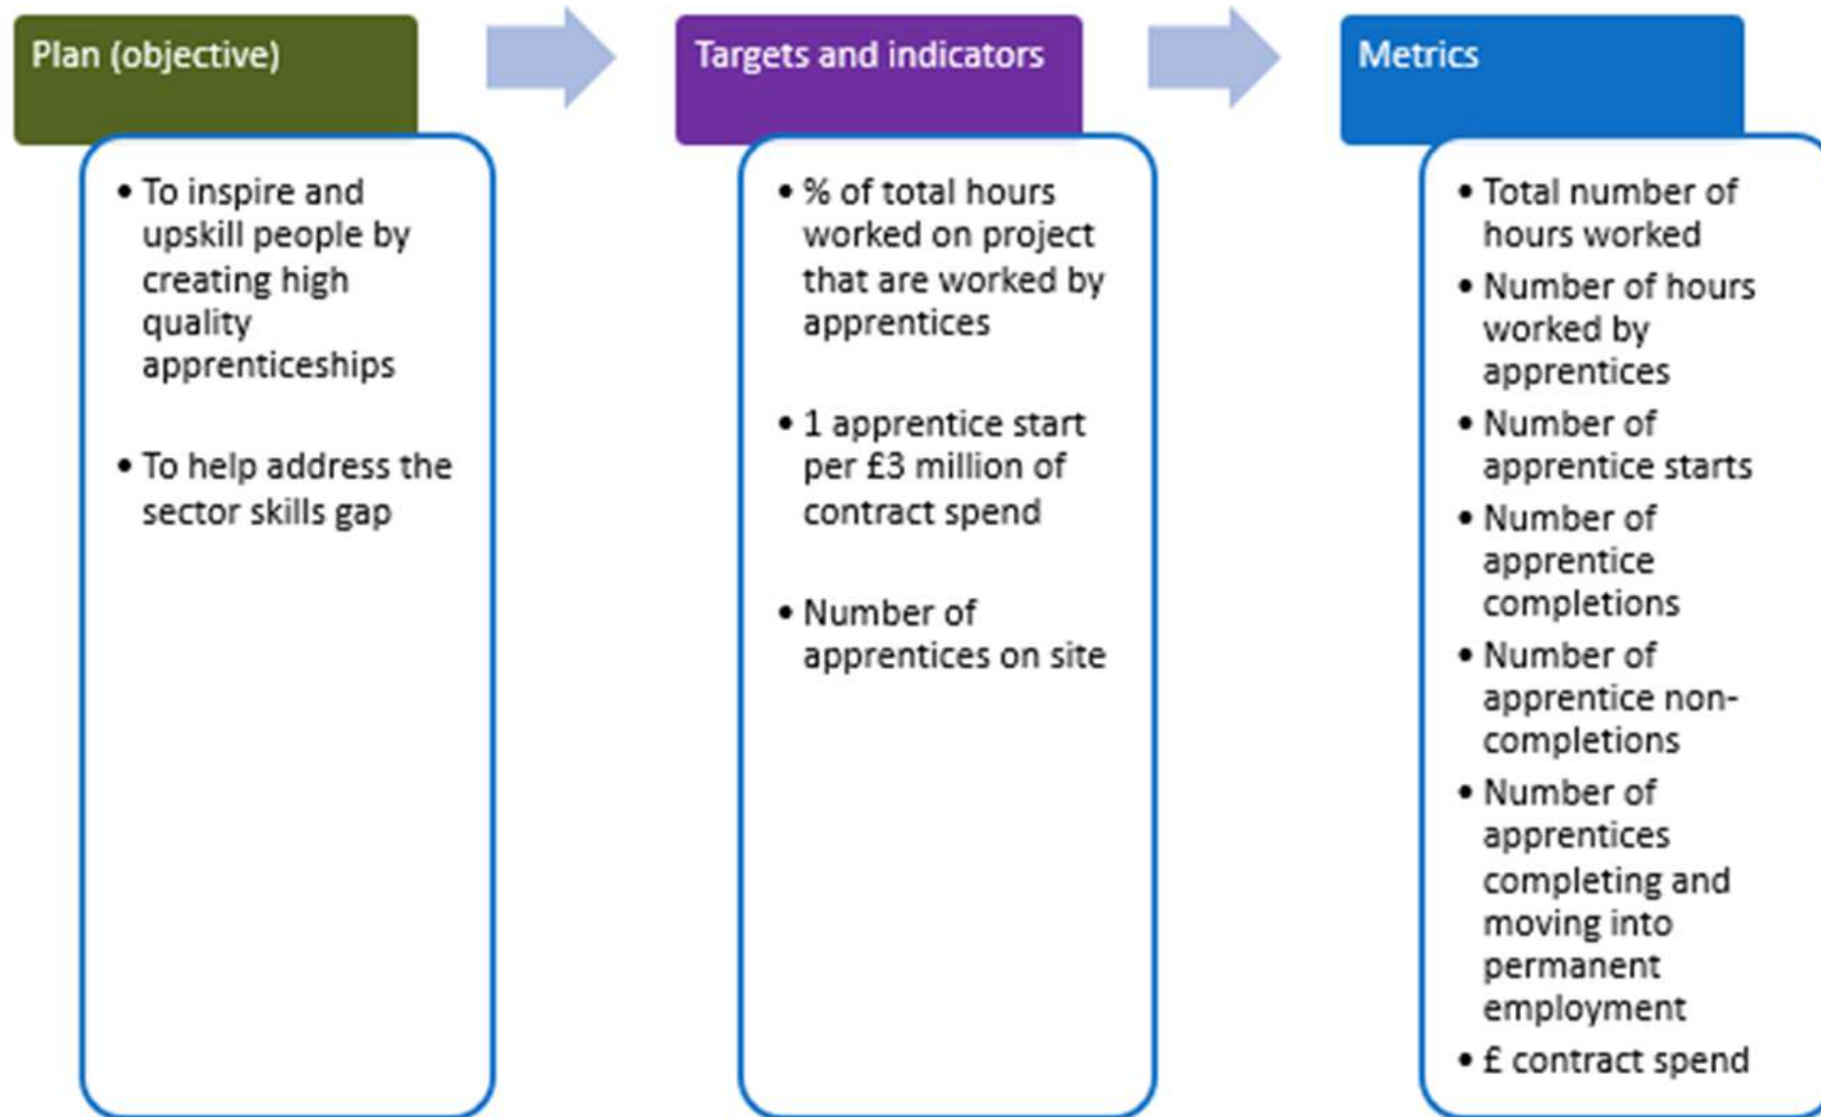 Plan (objective)
• To inspire and
upskill people by
creating high
quality
apprenticeships
• To help address the
sector skills gap
Targets and indicators
• % of total hours
worked on project
that are worked by
apprentices
• 1 apprentice start
per £3 million of
contract spend
• Number of
apprentices on site
Metrics
• Total number of
hours worked
• Number of hours
worked by
apprentices
• Number of
apprentice starts
• Number of
apprentice
completions
• Number of
apprentice non-
completions
• Number of
apprentices
completing and
moving into
permanent
employment
• £ contract spend